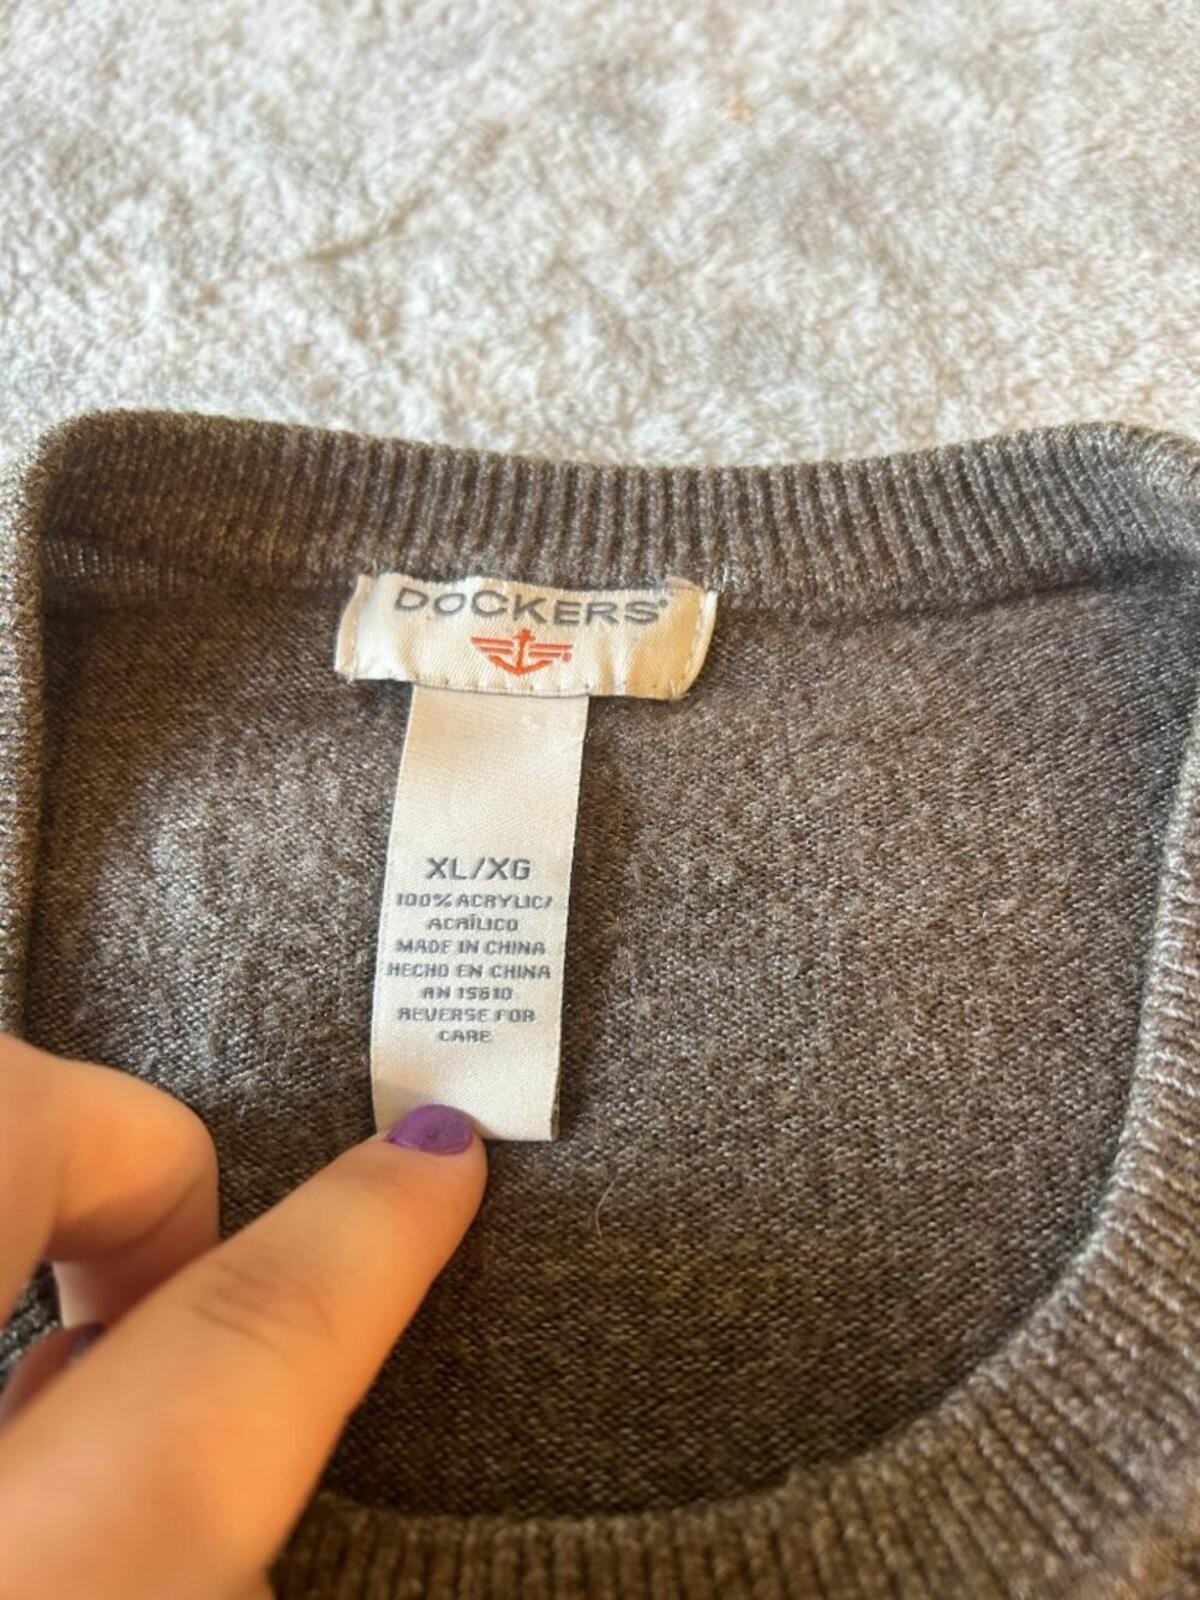 DOCKERS®
®
XL/XG
100% ACRYLIC/
ACRÍLICO
MADE IN CHINA
HECHO EN CHINA
RN 15610
REVERSE FOR
CARE